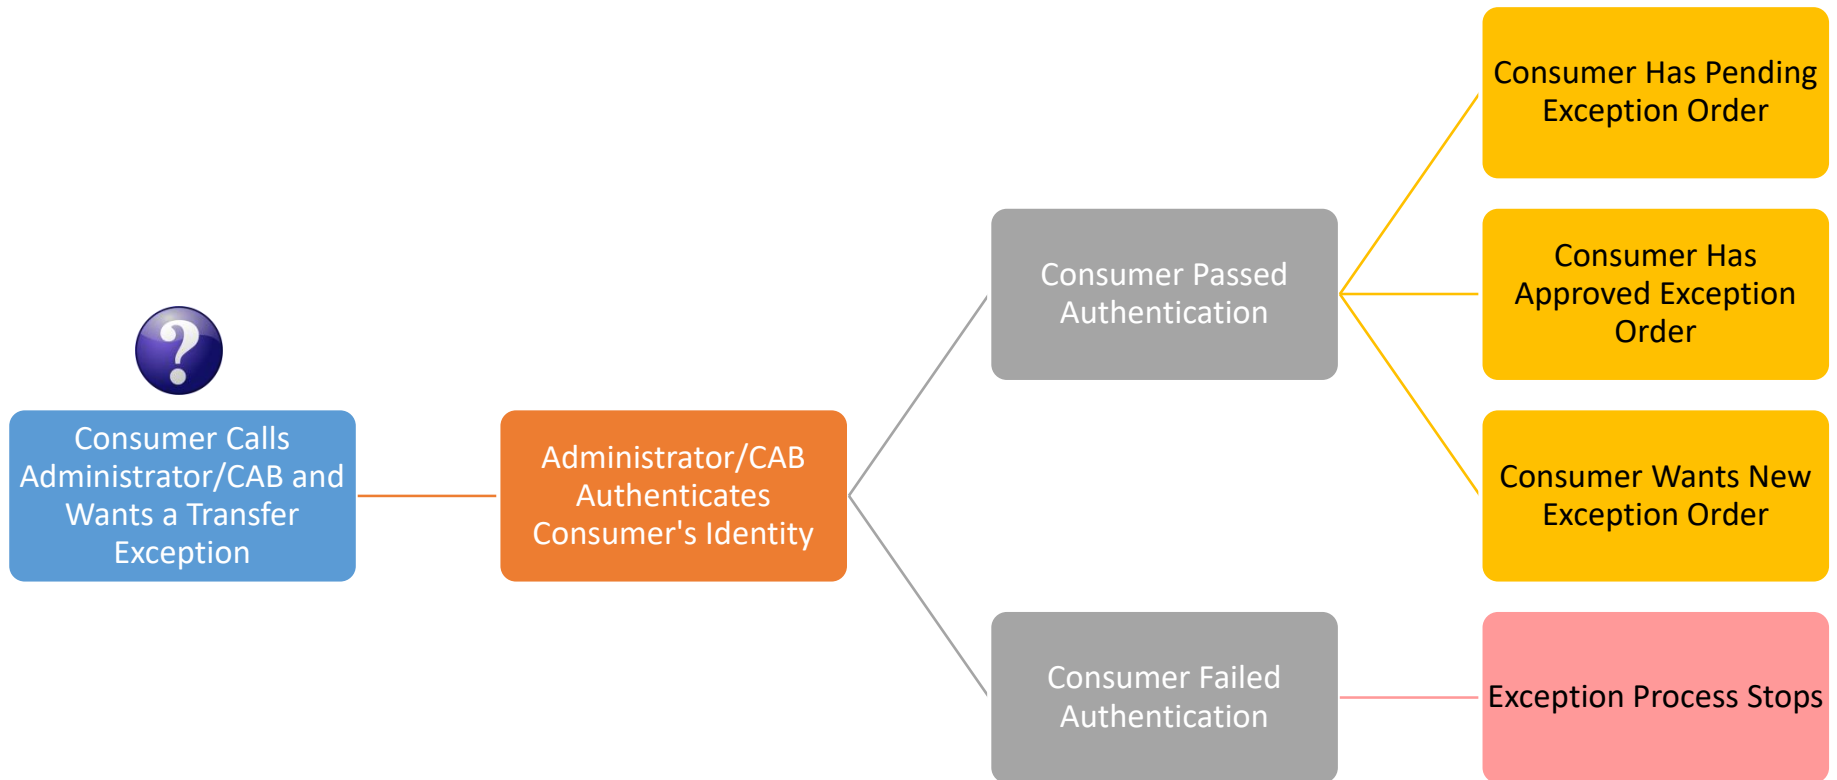 Consumer Calls
Administrator/CAB and
Wants a Transfer
Exception
Administrator/CAB
Authenticates
Consumer's Identity
Consumer Passed
Authentication
Consumer Has Pending
Exception Order
Consumer Has
Approved Exception
Order
Consumer Wants New
Exception Order
Consumer Failed
Authentication
Exception Process Stops
?